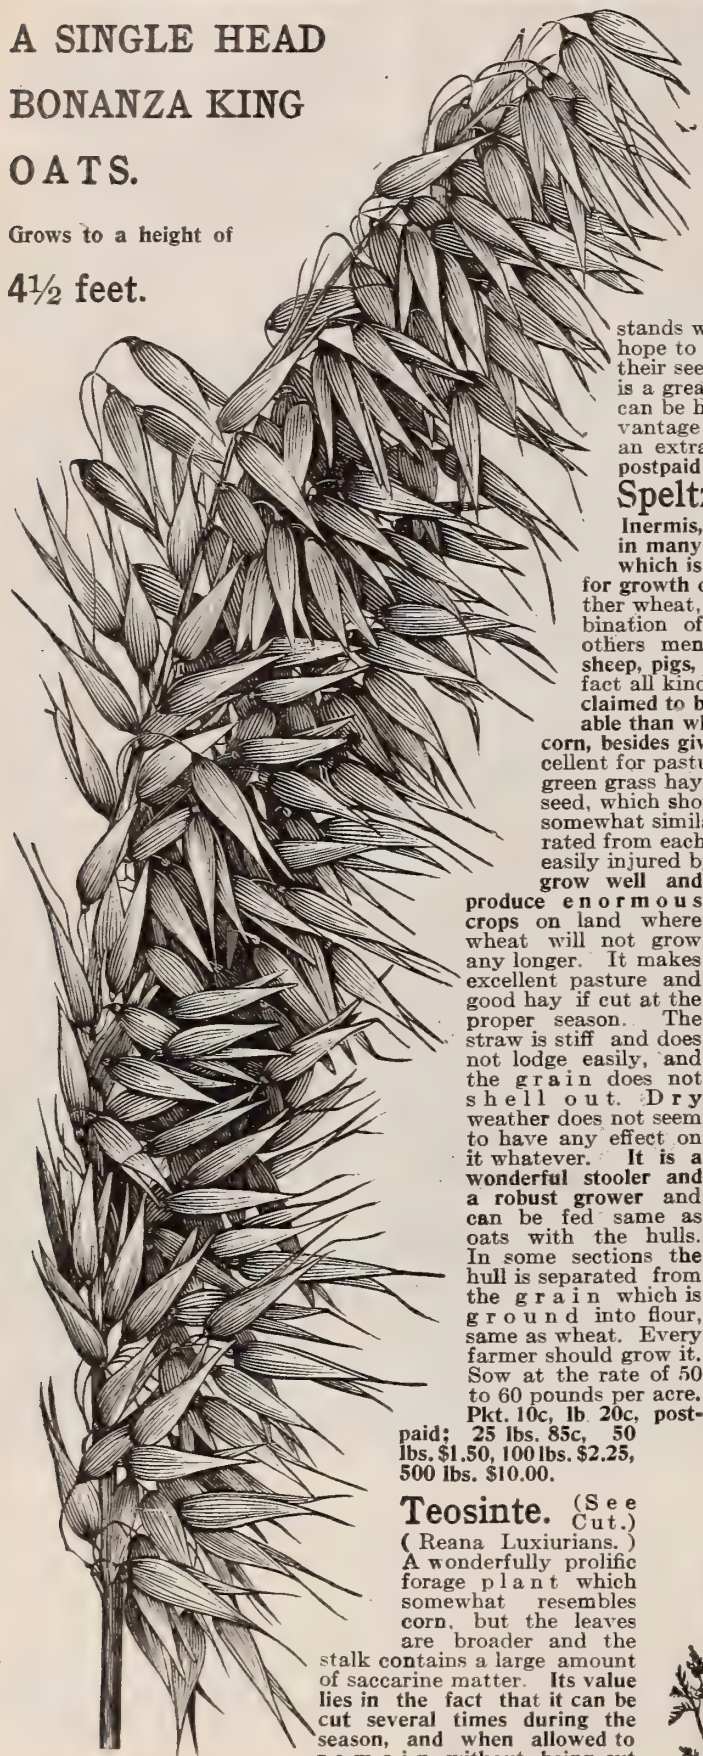 A SINGLE HEAD
BONANZA KING
OATS.
Grows to a height of
4½ feet.
stands
hope to
their
is a
can be
vantage
an
postpaid
Inermis,
in many
which is
for growth
ther wheat,
bination of
others
sheep, pigs,
fact all
claimed to
able than
corn, besides
cellent for
green grass hay
seed, which
somewhat
rated from each
easily injured
grow well and
produce enormous
crops on land where
wheat will not grow
any longer. It makes
excellent pasture and
good hay if cut at the
proper season. The
straw is stiff and does
not lodge easily, and
the grain does not
shell out. Dry
weather does not seem
to have any effect on
it whatever. It is a
wonderful stooler and
a robust grower and
can be fed same as
oats with the hulls.
In some sections the
hull is separated from
the grain which is
ground into flour,
same as wheat. Every
farmer should grow it.
Sow at the rate of 50
to 60 pounds per acre.
Pkt. 10c, lb. 20c, post-
paid; 25 lbs. 85c, 50
lbs. $1.50, 100 lbs. $2.25,
500 lbs. $10.00.
Teosinte. (See
Cut.)
(Reana Luxiurians.)
A wonderfully prolific
forage plant which
somewhat resembles
corn, but the leaves
are broader and the
stalk contains a large amount
of saccarine matter. Its value
lies in the fact that it can be
cut several times during the
season, and when allowed to